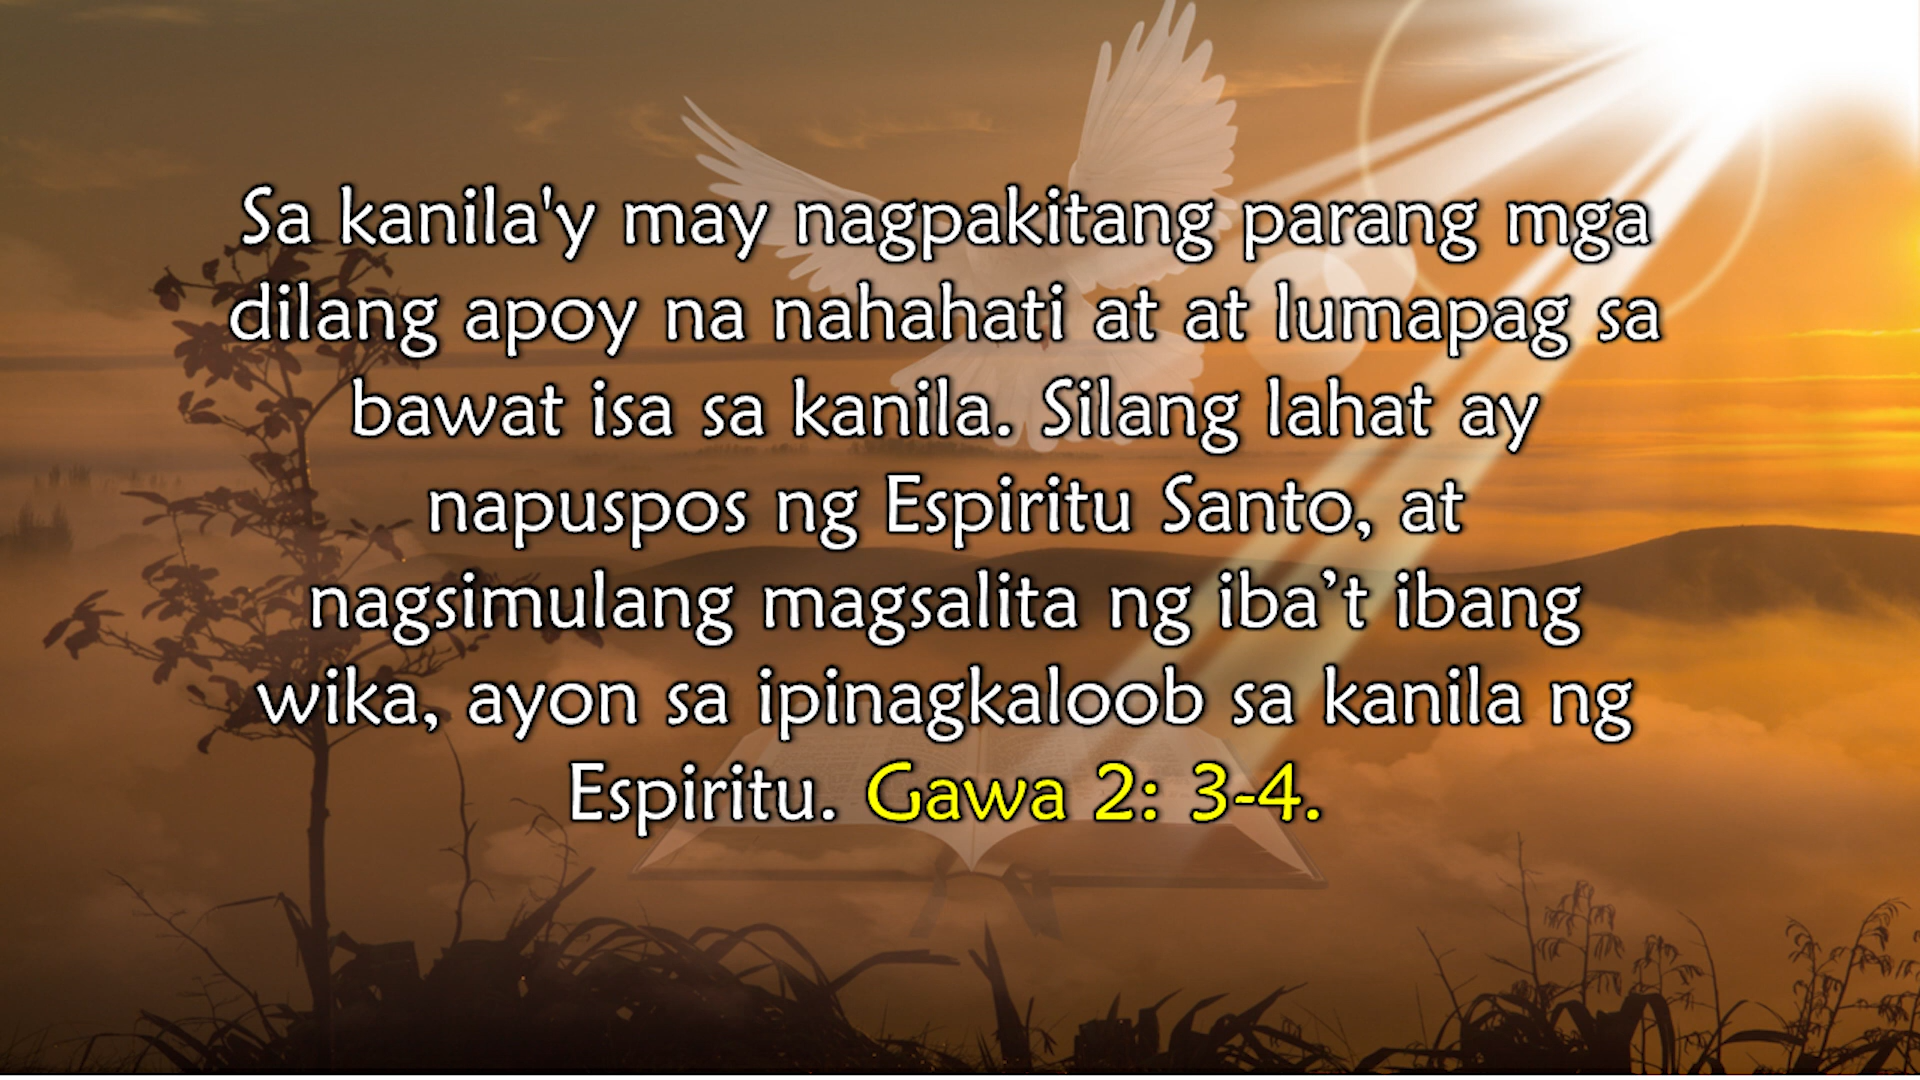 Sa kanila'y may nagpakitang parang mga
dilang apoy na nahahati at at lumapag sa
bawat isa sa kanila. Silang lahat ay
napuspos ng Espiritu Santo, at
nagsimulang magsalita ng iba’t ibang
wika, ayon sa ipinagkaloob sa kanila ng
Espiritu. Gawa 2: 3-4.